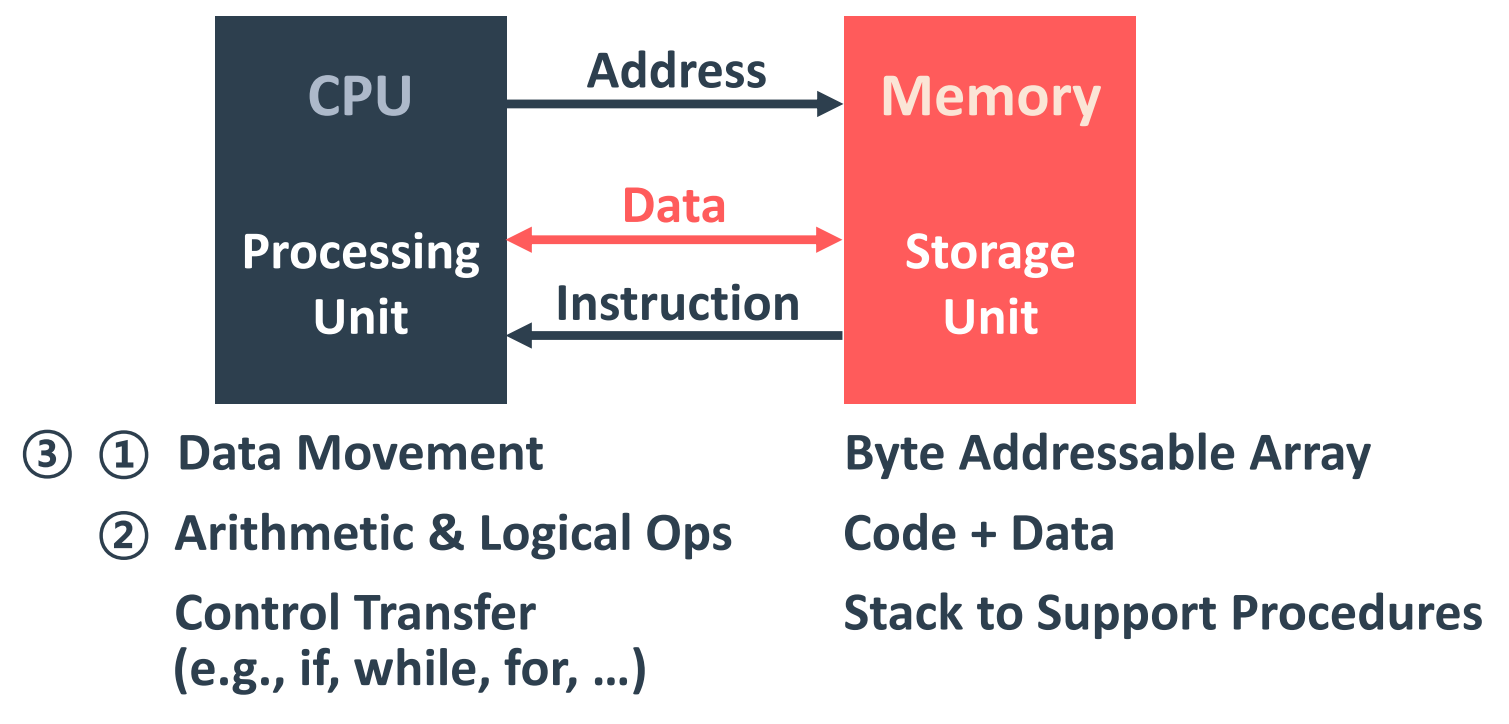 CPU
Address
Memory
Data
Processing
Unit
Storage
Unit
Instruction
③ ① Data Movement
Byte Addressable Array
② Arithmetic & Logical Ops
Code + Data
Control Transfer
(e.g., if, while, for, ...)
Stack to Support Procedures